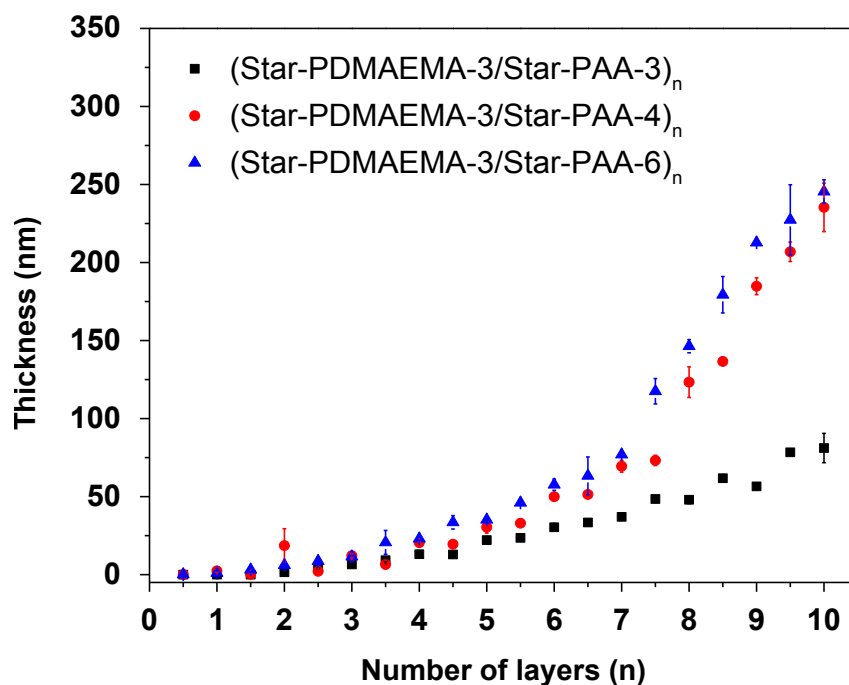 350
300
250
200
150
100
50
0
Thickness (nm)
(Star-PDMAEMA-3/Star-PAA-3)n
(Star-PDMAEMA-3/Star-PAA-4)n
(Star-PDMAEMA-3/Star-PAA-6)n
0 1 2 3 4 5 6 7 8 9 10
Number of layers (n)